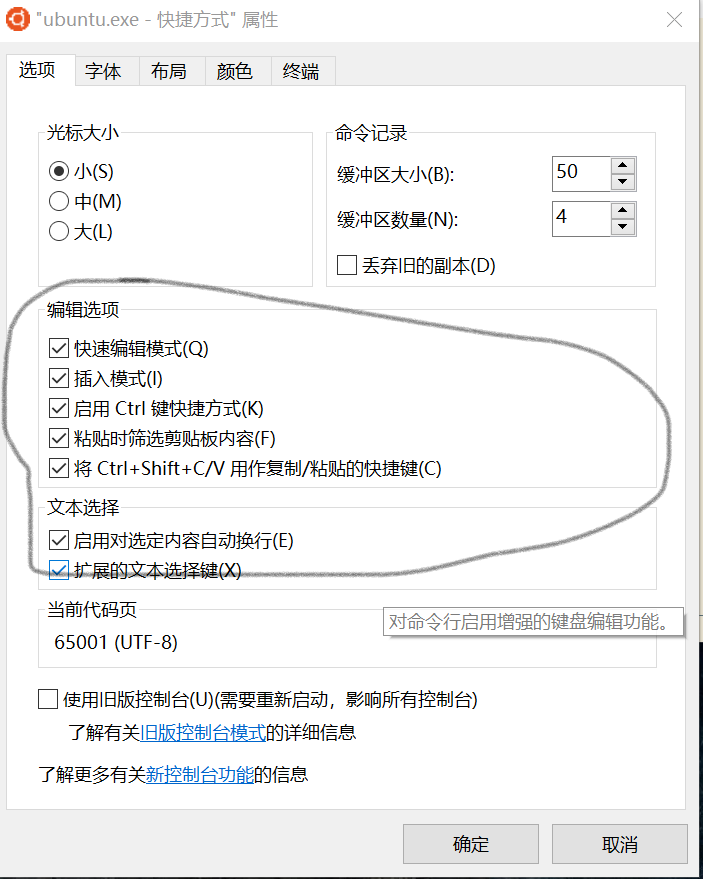 "ubuntu.exe - 快捷方式" 属性
选项 字体 布局 颜色 终端
光标大小
小(S)
中(M)
大(L)
命令记录
缓冲区大小(B): 50
缓冲区数量(N): 4
丢弃旧的副本(D)
编辑选项
快速编辑模式(Q)
插入模式(I)
启用 Ctrl 键快捷方式(K)
粘贴时筛选剪贴板内容(F)
将 Ctrl+Shift+C/V 用作复制/粘贴的快捷键(C)
文本选择
启用对选定内容自动换行(E)
扩展的文本选择键(X)
对命令行启用增强的键盘编辑功能。
当前代码页
65001 (UTF-8)
使用旧版控制台(U)(需要重新启动，影响所有控制台)
了解有关旧版控制台模式的详细信息
了解更多有关新控制台功能的信息
确定 取消